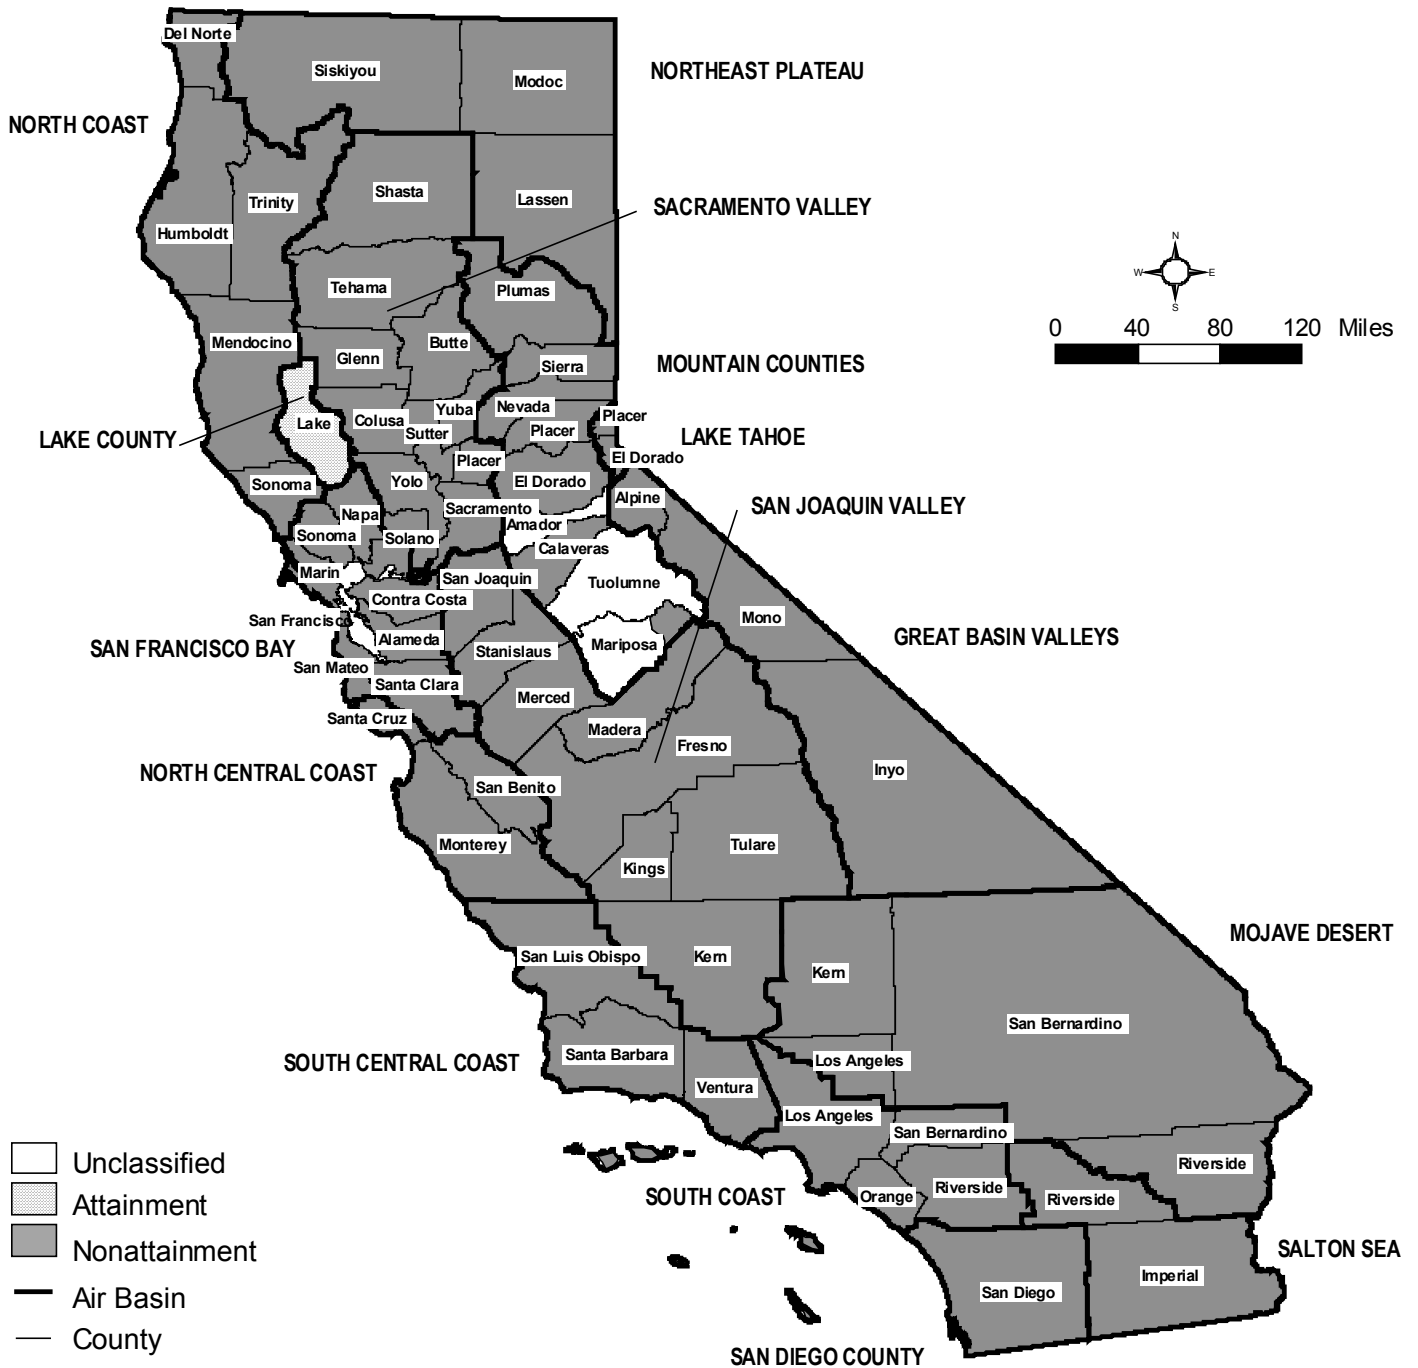 Del Norte
Siskiyou
Modoc
NORTHEAST PLATEAU
NORTH COAST
Shasta
Lassen
Trinity
SACRAMENTO VALLEY
Humboldt
N
W
E
S
Tehama
Plumas
0 40 80 120 Miles
Mendocino
Butte
Glenn
Sierra
MOUNTAIN COUNTIES
Yuba
Nevada
Placer
Lake
Colusa
Sutter
Placer
LAKE COUNTY
LAKE TAHOE
Placer
El Dorado
Sonoma
Yolo
El Dorado
Alpine
Napa
Sacramento
SAN JOAQUIN VALLEY
Amador
Sonoma
Solano
Calaveras
Marin
San Joaquin
Tuolumne
Contra Costa
San Francisco
Mono
Alameda
GREAT BASIN VALLEYS
SAN FRANCISCO BAY
Stanislaus
Mariposa
San Mateo
Santa Clara
Merced
Santa Cruz
Madera
Fresno
NORTH CENTRAL COAST
Inyo
San Benito
Monterey
Tulare
Kings
MOJAVE DESERT
San Luis Obispo
Kern
Kern
San Bernardino
SOUTH CENTRAL COAST
Santa Barbara
Los Angeles
Ventura
Los Angeles
San Bernardino
Unclassified
Riverside
SOUTH COAST
Orange
Riverside
Riverside
Attainment
Nonattainment
SALTON SEA
Imperial
San Diego
Air Basin
County
SAN DIEGO COUNTY